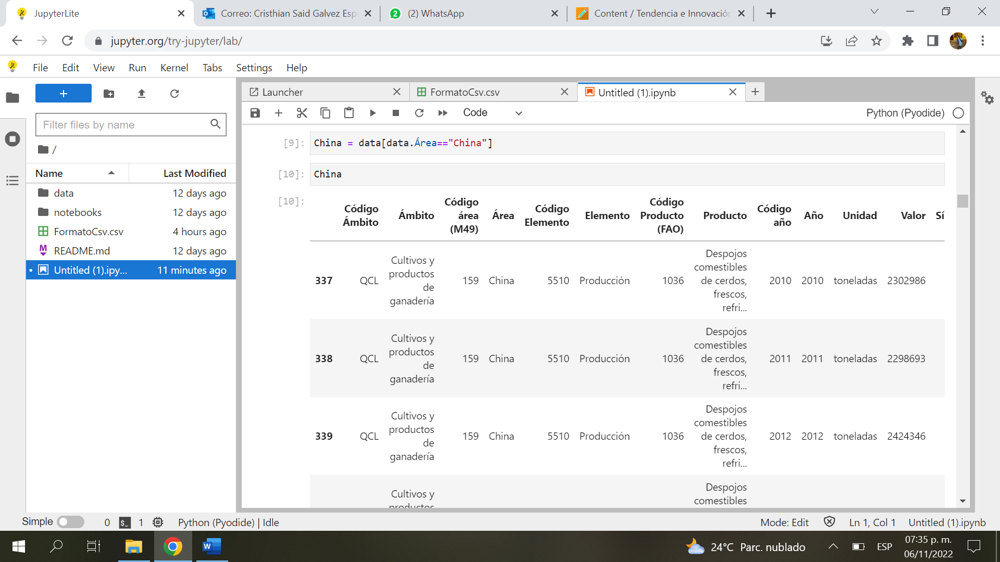 JupyterLite
Correo: Cristhian Said Galvez Esp
(2) WhatsApp
Content / Tendencia e Innovación
jupyter.org/try-jupyter/lab/
File Edit View Run Kernel Tabs Settings Help
+
Filter files by name
/
Name Last Modified
data 12 days ago
notebooks 12 days ago
FormatoCsv.csv 4 hours ago
README.md 12 days ago
Untitled (1).ipy... 11 minutes ago
Launcher
FormatoCsv.csv
Untitled (1).ipynb
Code
Python (Pyodide)
[9]: China = data[data.Área=="China"]
[10]: China
[10]:
Código Ámbito Ámbito Código área (M49) Área Código Elemento Elemento Código Producto (FAO) Producto Código año Año Unidad Valor Sí
337 QCL Cultivos y productos de ganadería 159 China 5510 Producción 1036 Despojos comestibles de cerdos, frescos, refri... 2010 2010 toneladas 2302986
338 QCL Cultivos y productos de ganadería 159 China 5510 Producción 1036 Despojos comestibles de cerdos, frescos, refri... 2011 2011 toneladas 2298693
339 QCL Cultivos y productos de ganadería 159 China 5510 Producción 1036 Despojos comestibles de cerdos, frescos, refri... 2012 2012 toneladas 2424346
Cultivos y productos Despojos comestibles
Simple 0 $_ 1 Python (Pyodide) | Idle
Mode: Edit Ln 1, Col 1 Untitled (1).ipynb
24°C Parc. nublado
ESP
07:35 p. m.
06/11/2022